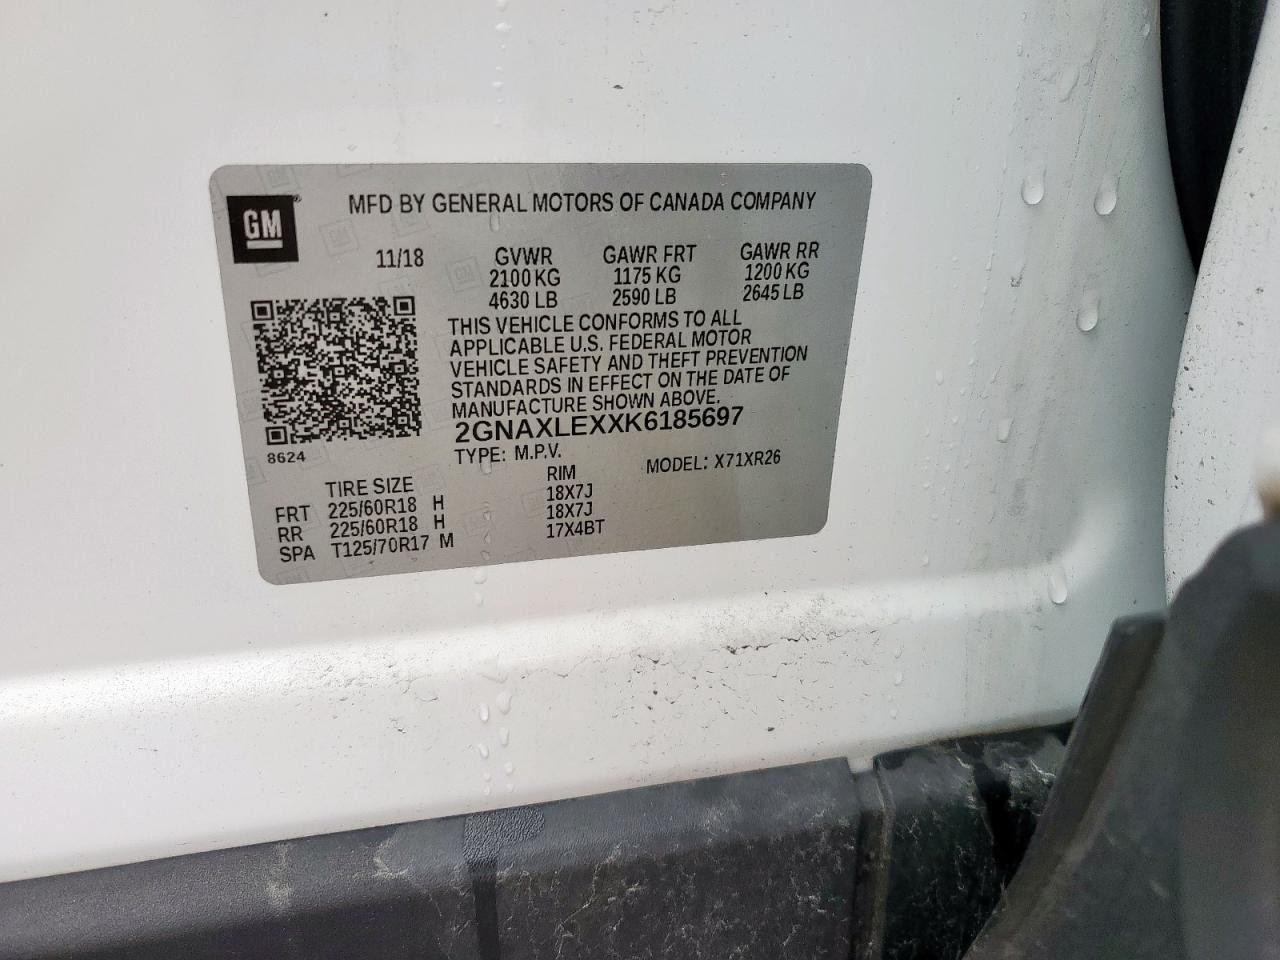 GM
MFD BY GENERAL MOTORS OF CANADA COMPANY
11/18 GVWR GAWR FRT GAWR RR
2100 KG 1175 KG 1200 KG
4630 LB 2590 LB 2645 LB
THIS VEHICLE CONFORMS TO ALL
APPLICABLE U.S. FEDERAL MOTOR
VEHICLE SAFETY AND THEFT PREVENTION
STANDARDS IN EFFECT ON THE DATE OF
MANUFACTURE SHOWN ABOVE.
2GNAXLEXXK6185697
8624
TYPE: M.P.V. MODEL: X71XR26
TIRE SIZE RIM
FRT 225/60R18 H 18X7J
RR 225/60R18 H 18X7J
SPA T125/70R17 M 17X4BT